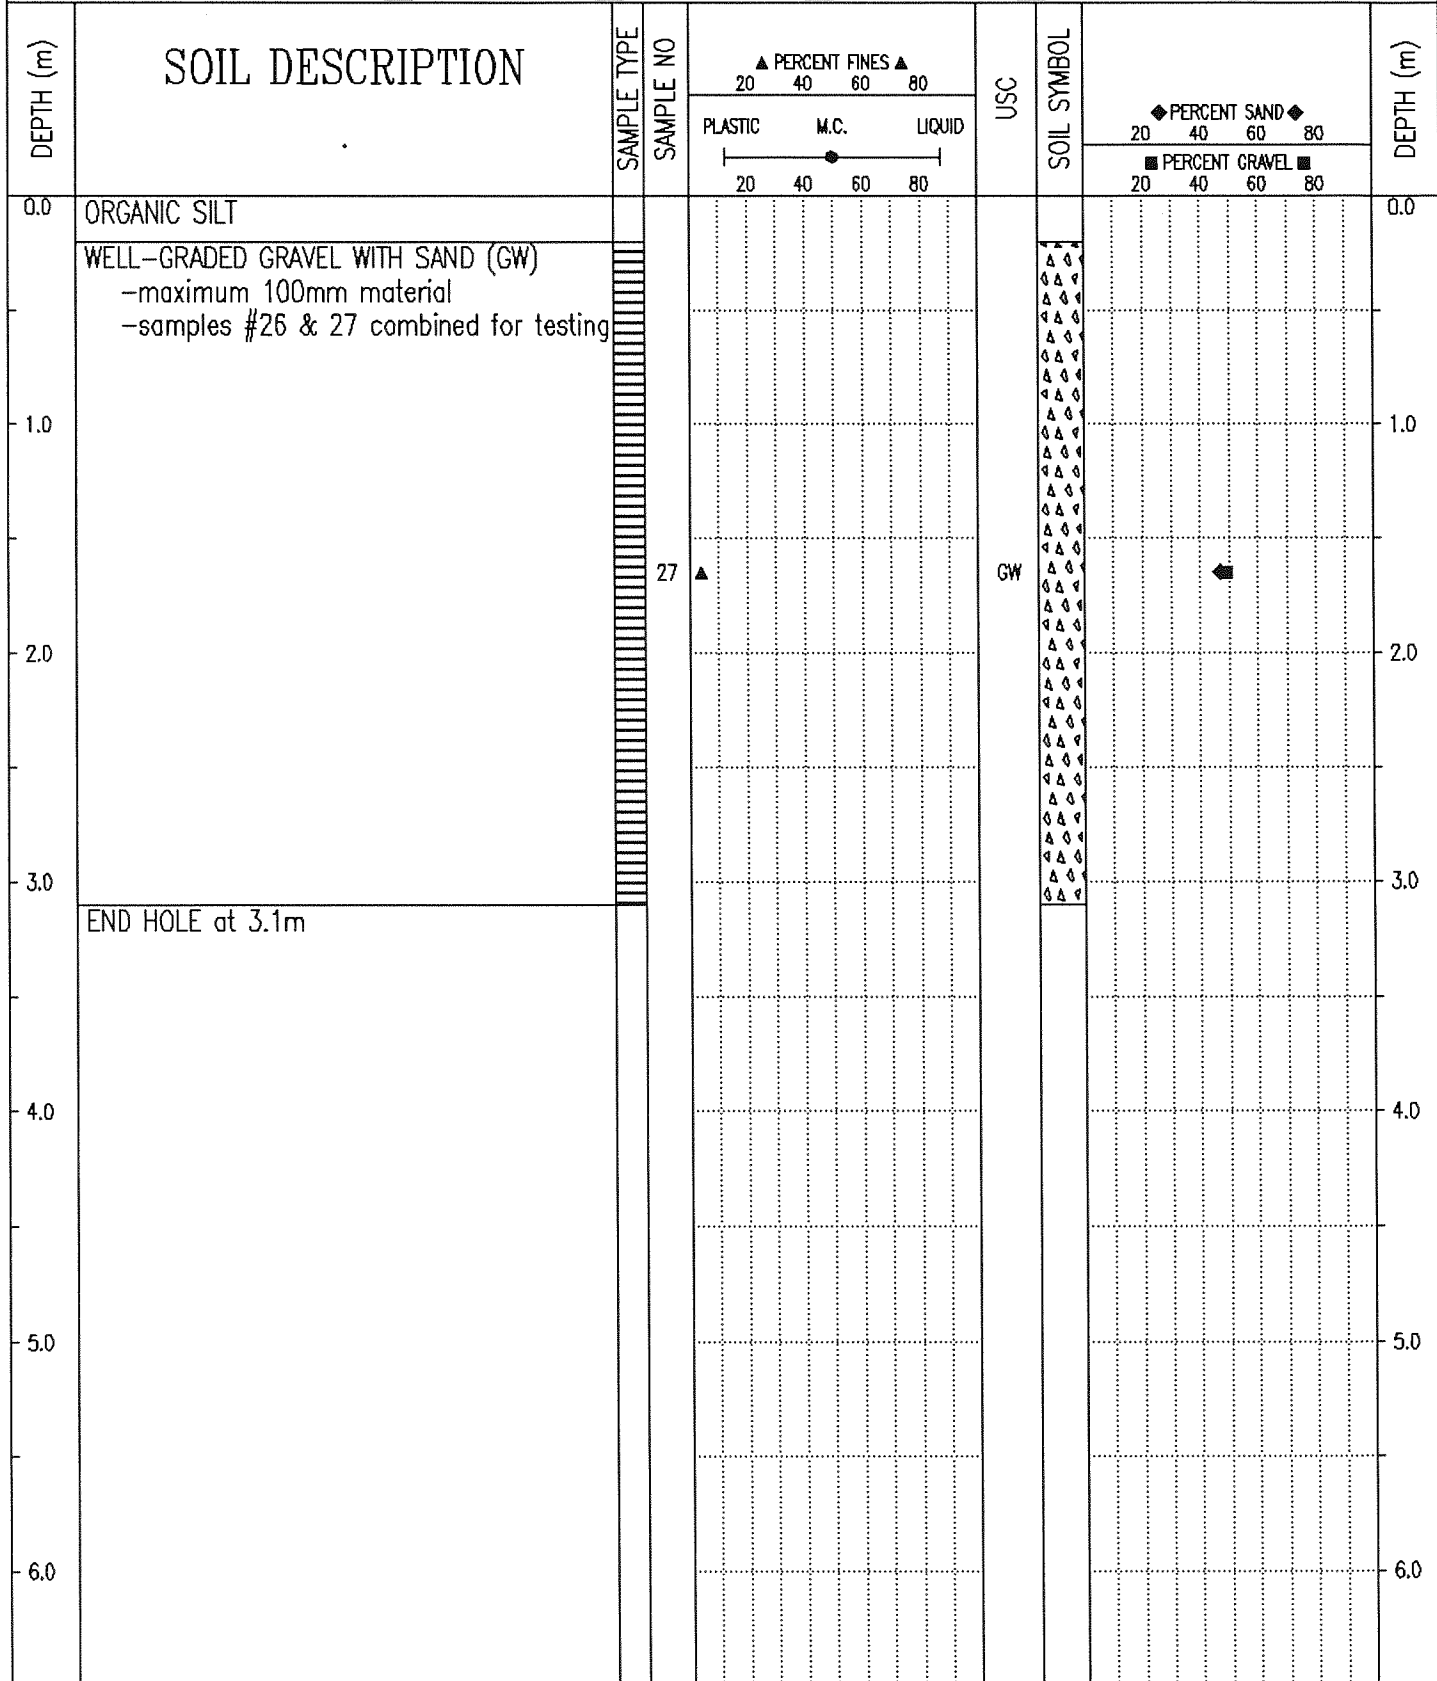 DEPTH (m)
SOIL DESCRIPTION
SAMPLE TYPE
SAMPLE NO
▲ PERCENT FINES ▲
20 40 60 80
PLASTIC M.C. LIQUID
20 40 60 80
USC
SOIL SYMBOL
◆ PERCENT SAND ◆
20 40 60 80
■ PERCENT GRAVEL ■
20 40 60 80
DEPTH (m)
0.0 ORGANIC SILT 0.0
WELL-GRADED GRAVEL WITH SAND (GW)
-maximum 100mm material
-samples #26 & 27 combined for testing
1.0 1.0
27 GW
2.0 2.0
3.0 3.0
END HOLE at 3.1m
4.0 4.0
5.0 5.0
6.0 6.0